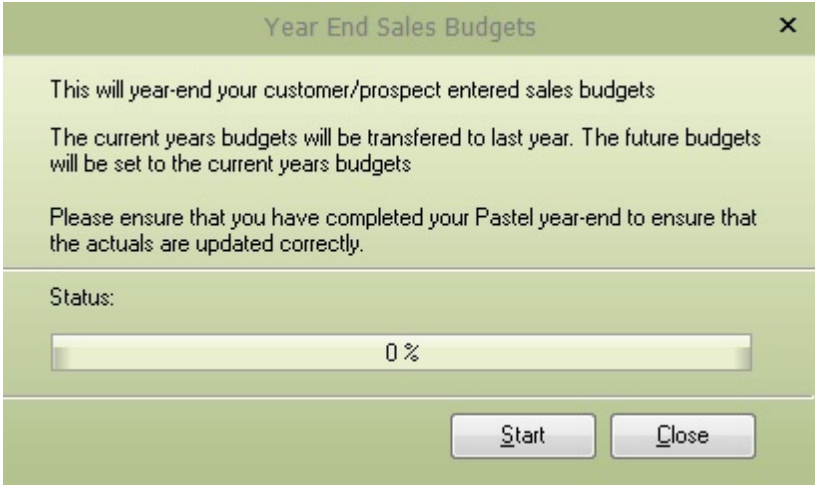 Year End Sales Budgets
This will year-end your customer/prospect entered sales budgets
The current years budgets will be transfered to last year. The future budgets
will be set to the current years budgets
Please ensure that you have completed your Pastel year-end to ensure that
the actuals are updated correctly.
Status:
0 %
Start
Close